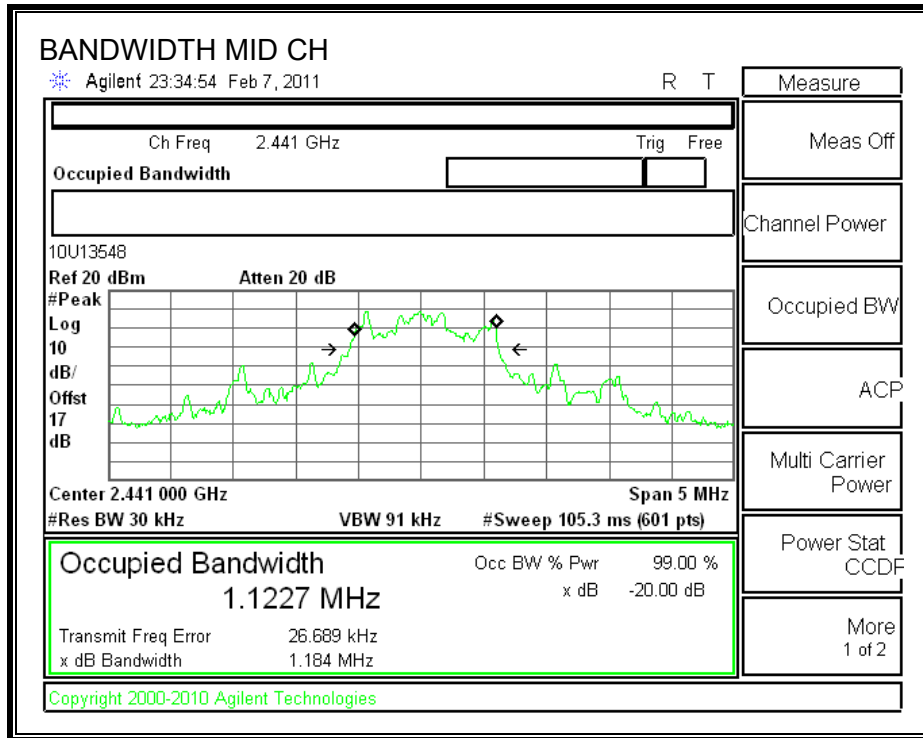 BANDWIDTH MID CH
Agilent 23:34:54 Feb 7, 2011 R T
Ch Freq 2.441 GHz Trig Free
Occupied Bandwidth
10U13548
Ref 20 dBm Atten 20 dB
#Peak
Log
10
dB/
Offst
17
dB
Center 2.441 000 GHz Span 5 MHz
#Res BW 30 kHz VBW 91 kHz #Sweep 105.3 ms (601 pts)
Occupied Bandwidth Occ BW % Pwr 99.00 %
1.1227 MHz x dB -20.00 dB
Transmit Freq Error 26.689 kHz
x dB Bandwidth 1.184 MHz
Copyright 2000-2010 Agilent Technologies
Measure
Meas Off
Channel Power
Occupied BW
ACP
Multi Carrier
Power
Power Stat
CCDF
More
1 of 2